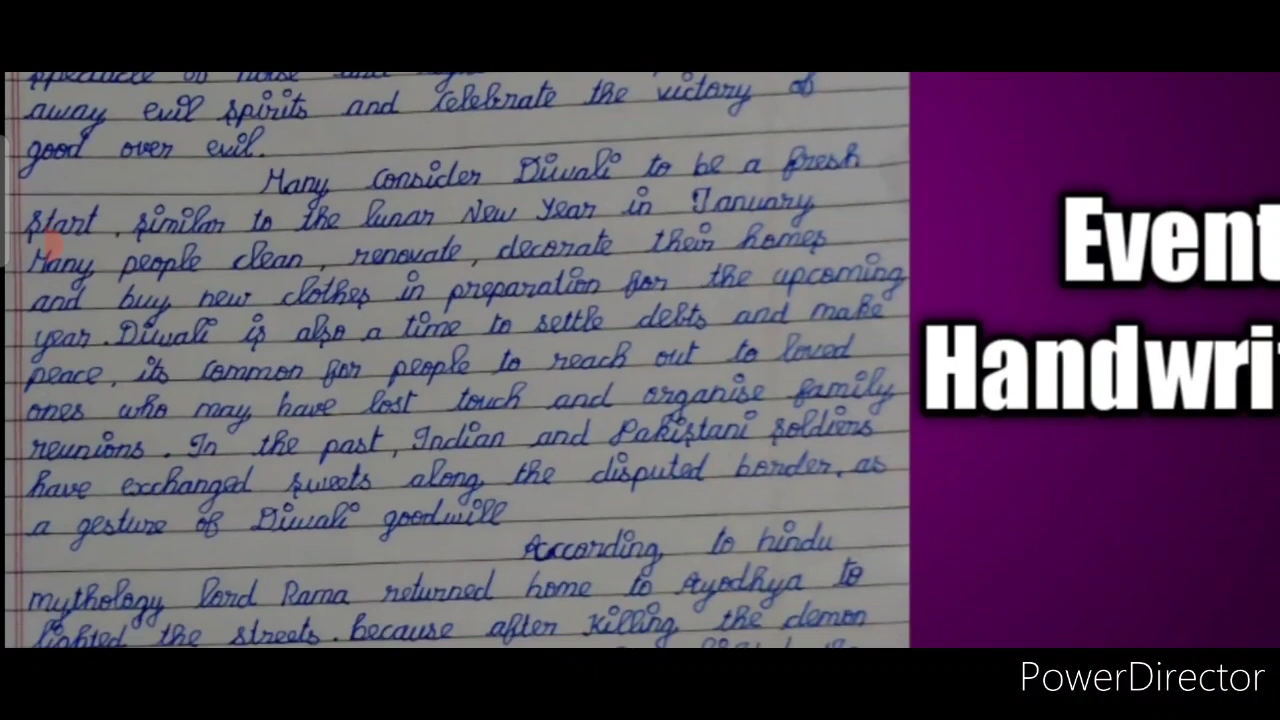 spectacle of noise and
away evil spirits and celebrate the victory of
good over evil.
Many consider Diwali to be a fresh
start, similar to the lunar New Year in January
Many people clean, renovate, decorate their homes
and buy new clothes in preparation for the upcoming
year. Diwali is also a time to settle debts and make
peace, its common for people to reach out to loved
ones who may have lost touch and organise family
reunions. In the past, Indian and Pakistani soldiers
have exchanged sweets along the disputed border, as
a gesture of Diwali goodwill
According to hindu
mythology lord Rama returned home to Ayodhya to
lighted the streets. because after killing the demon
Event
Handwri
PowerDirector